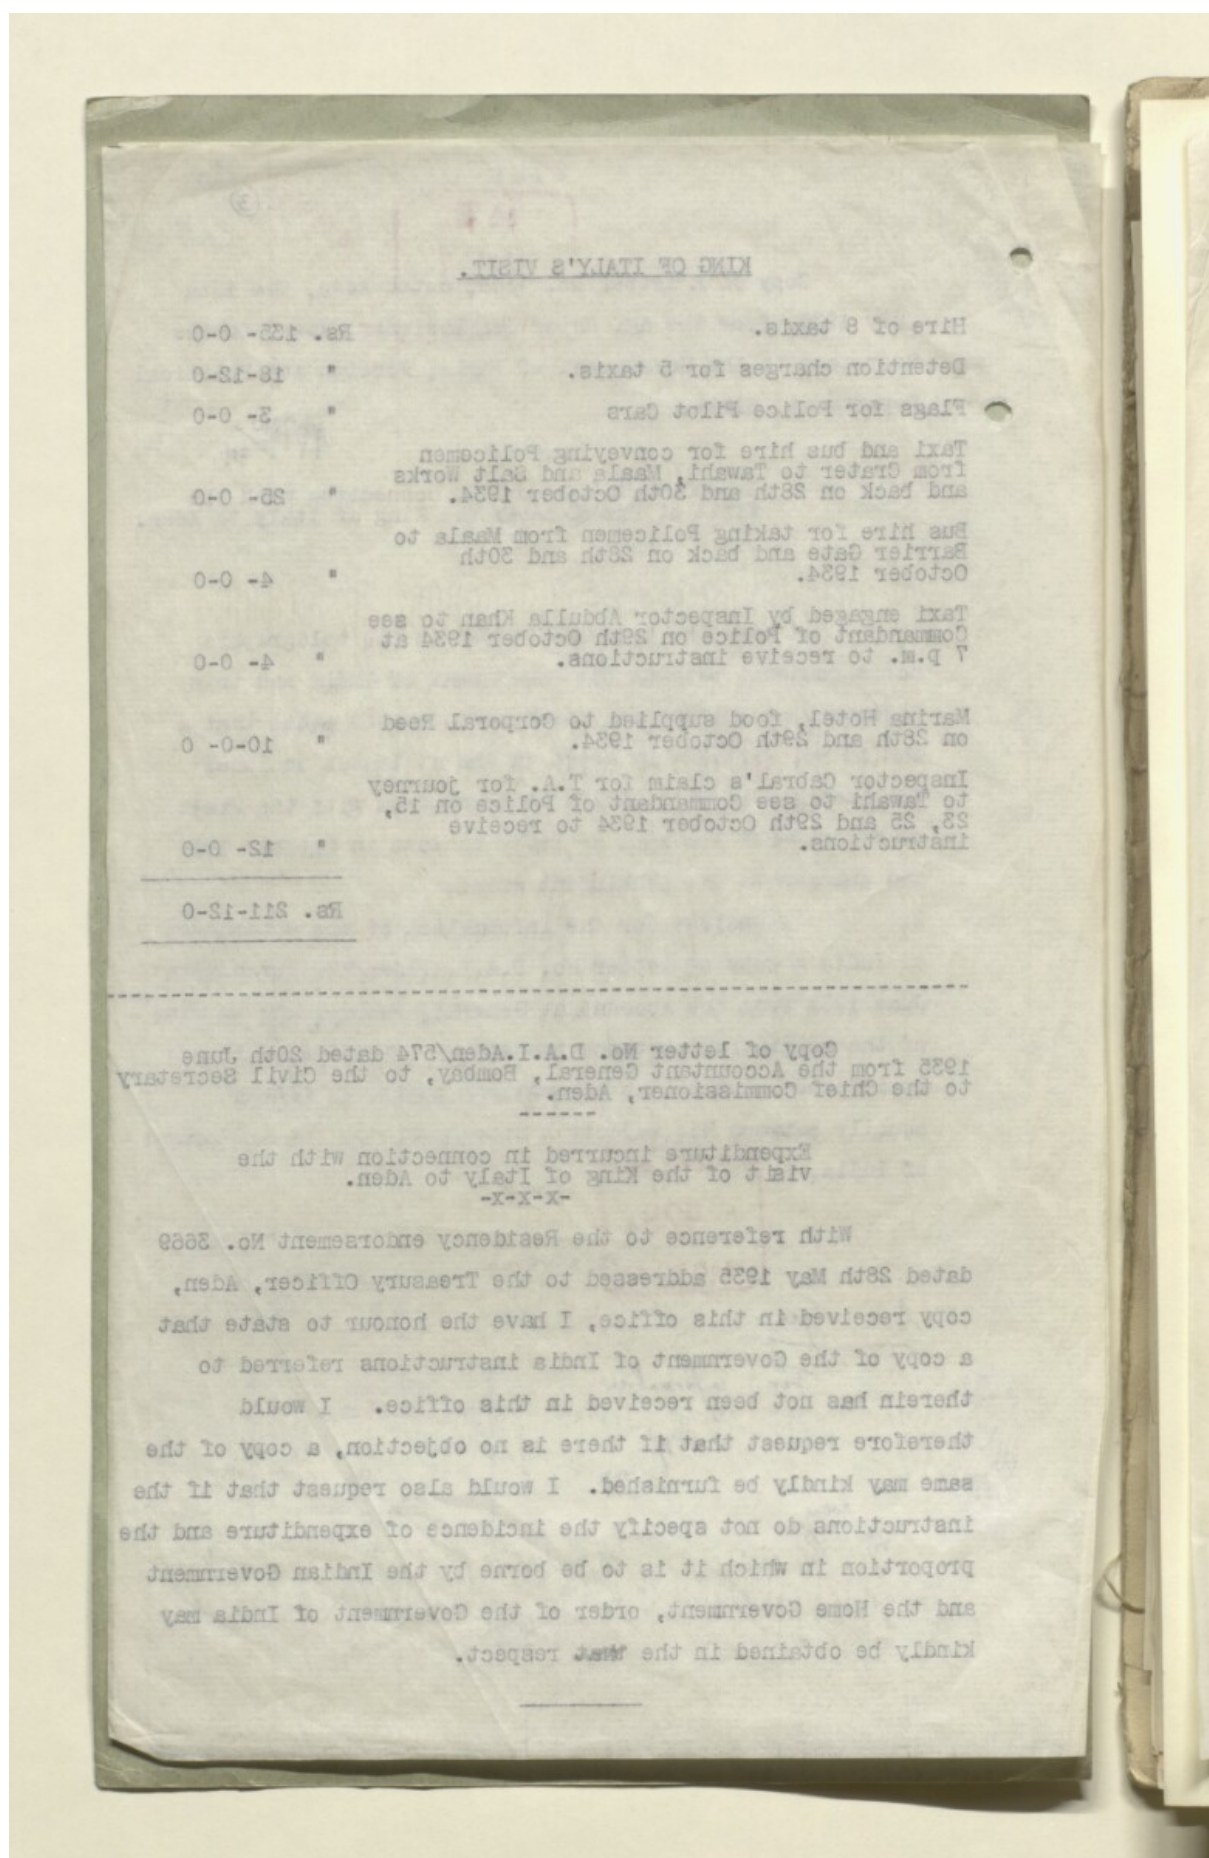 3
KING OF ITALY'S VISIT.
Hire of 8 taxis. Rs. 135- 0-0
Detention charges for 5 taxis. " 18-12-0
Flags for Police Pilot Cars " 3- 0-0
Taxi and bus hire for conveying Policemen
from Crater to Tawahi, Maala and Salt Works
and back on 28th and 30th October 1934. " 25- 0-0
Bus hire for taking Policemen from Maala to
Barrier Gate and back on 28th and 30th
October 1934. " 4- 0-0
Taxi engaged by Inspector Abdulla Khan to see
Commandant of Police on 29th October 1934 at
7 p.m. to receive instructions. " 4- 0-0
Marina Hotel, food supplied to Corporal Reed
on 28th and 29th October 1934. " 10-0- 0
Inspector Cabral's claim for T.A. for journey
to Tawahi to see Commandant of Police on 15,
23, 25 and 29th October 1934 to receive
instructions. " 12- 0-0
Rs. 211-12-0
Copy of letter No. D.A.I.Aden/574 dated 20th June
1935 from the Accountant General, Bombay, to the Civil Secretary
to the Chief Commissioner, Aden.
------
Expenditure incurred in connection with the
visit of the King of Italy to Aden.
-x-x-x-
With reference to the Residency endorsement No. 3669
dated 28th May 1935 addressed to the Treasury Officer, Aden,
copy received in this office, I have the honour to state that
a copy of the Government of India instructions referred to
therein has not been received in this office. I would
therefore request that if there is no objection, a copy of the
same may kindly be furnished. I would also request that if the
instructions do not specify the incidence of expenditure and the
proportion in which it is to be borne by the Indian Government
and the Home Government, order of the Government of India may
kindly be obtained in the that respect.